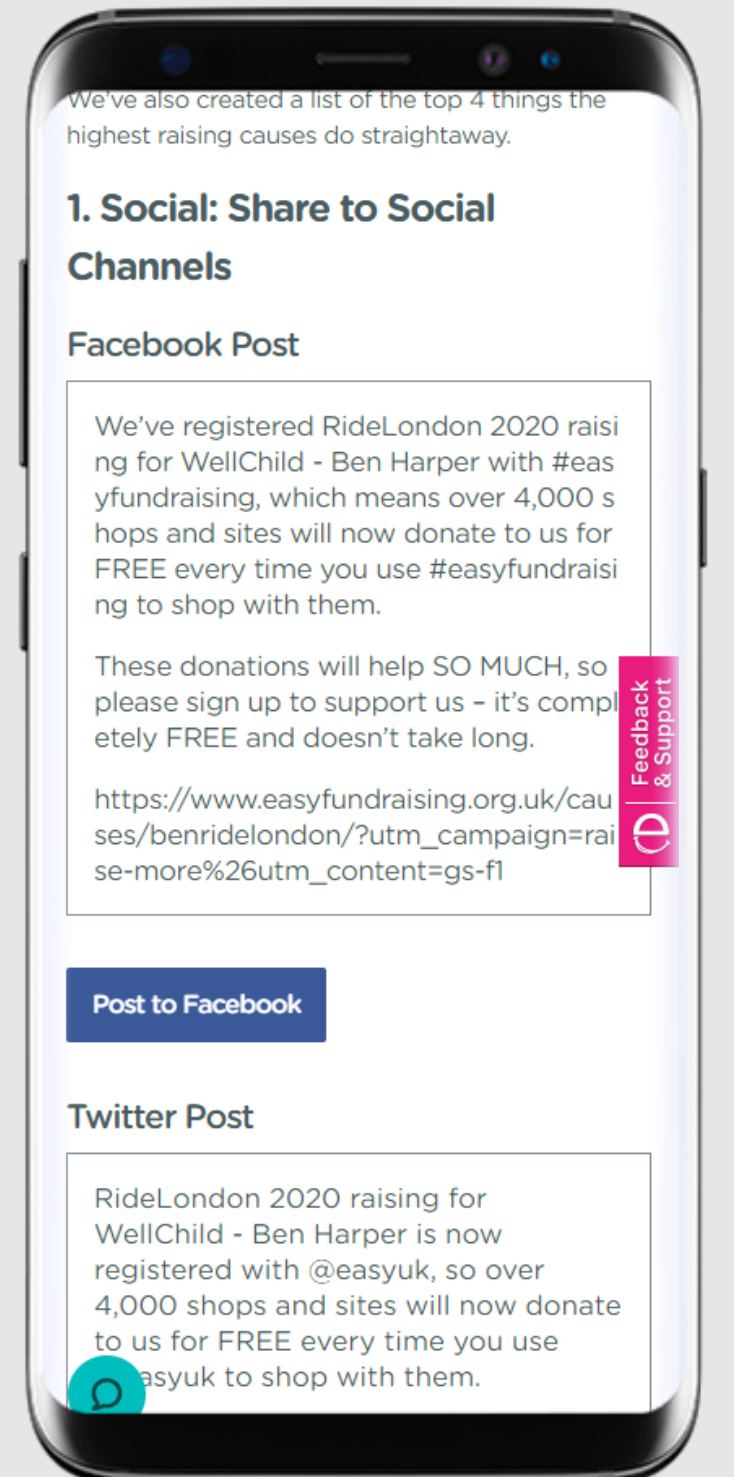 We've also created a list of the top 4 things the
highest raising causes do straightaway.
1. Social: Share to Social
Channels
Facebook Post
We've registered RideLondon 2020 raisi
ng for WellChild - Ben Harper with #eas
yfundraising, which means over 4,000 s
hops and sites will now donate to us for
FREE every time you use #easyfundraisi
ng to shop with them.
These donations will help SO MUCH, so
please sign up to support us – it's compl
etely FREE and doesn't take long.
https://www.easyfundraising.org.uk/cau
ses/benridelondon/?utm_campaign=rai
se-more%26utm_content=gs-f1
Feedback
& Support
Post to Facebook
Twitter Post
RideLondon 2020 raising for
WellChild - Ben Harper is now
registered with @easyuk, so over
4,000 shops and sites will now donate
to us for FREE every time you use
asyuk to shop with them.